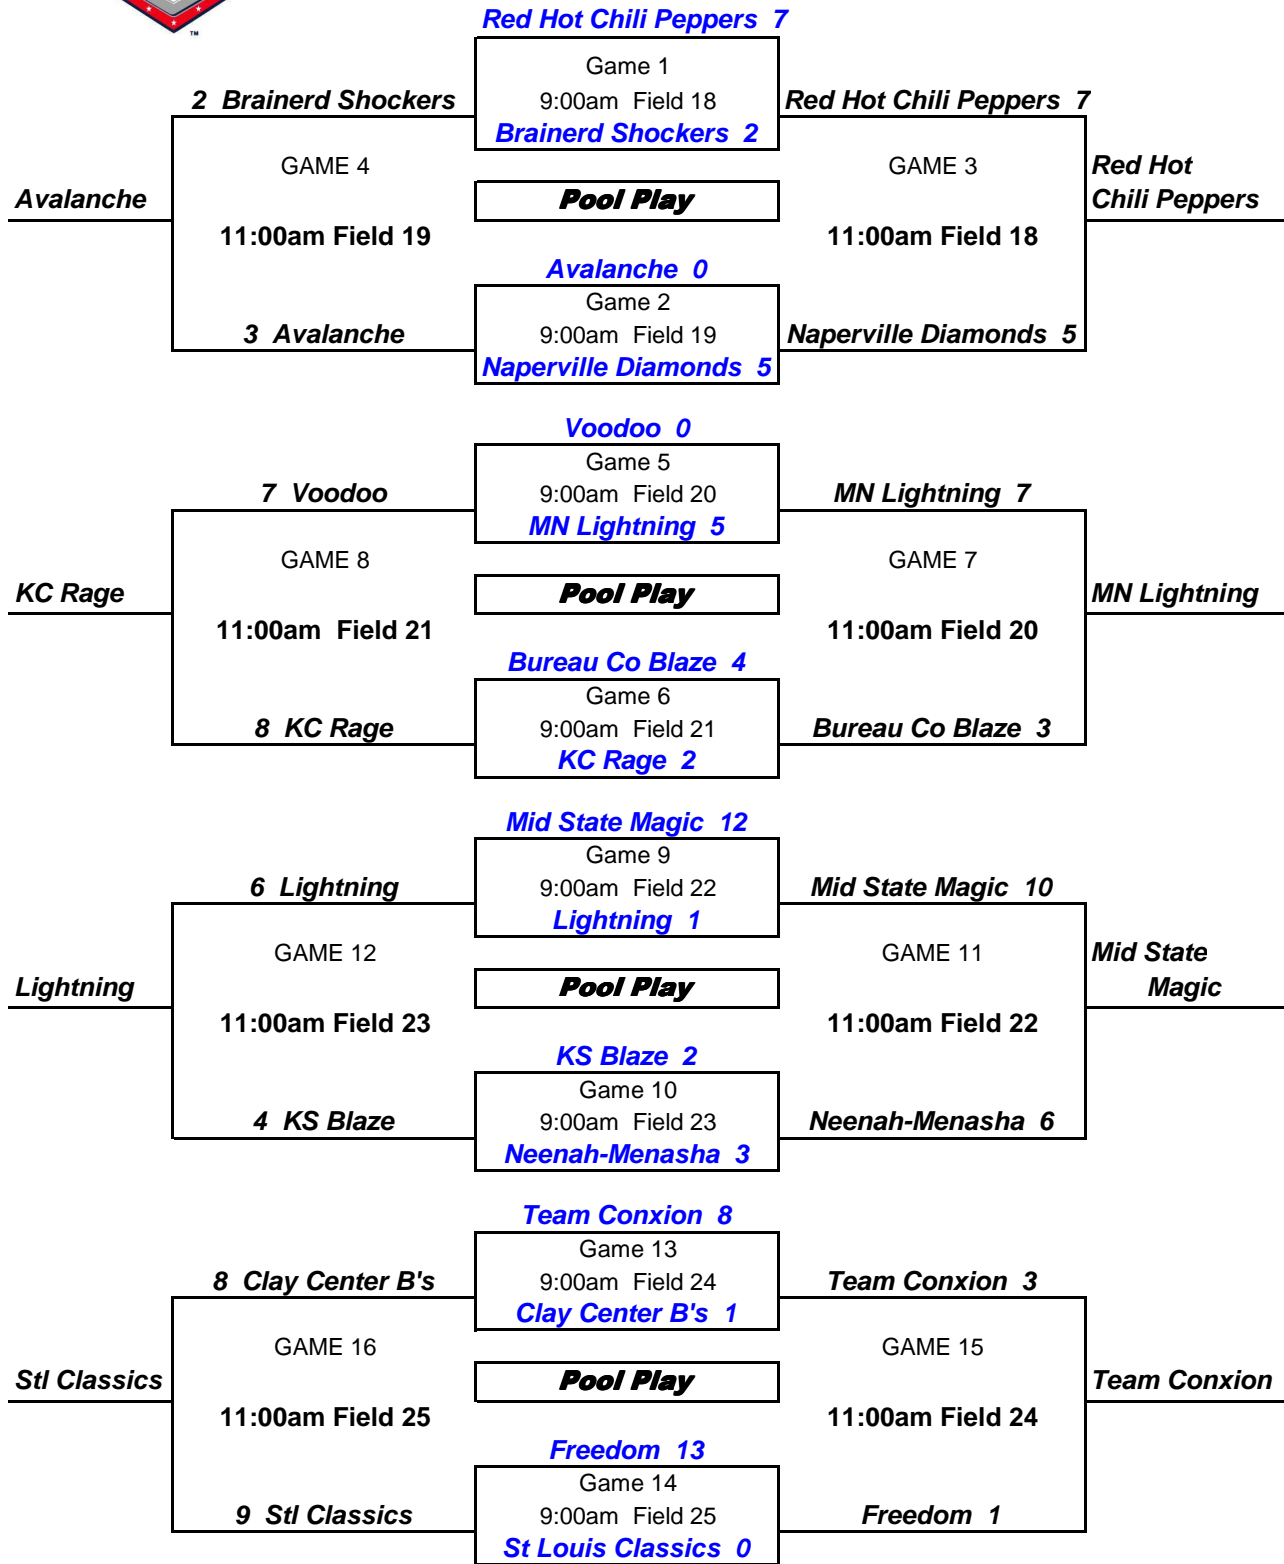 TM
Red Hot Chili Peppers 7
Game 1
2 Brainerd Shockers 9:00am Field 18 Red Hot Chili Peppers 7
Brainerd Shockers 2
GAME 4 GAME 3 Red Hot
Avalanche Pool Play Chili Peppers
11:00am Field 19 11:00am Field 18
Avalanche 0
Game 2
3 Avalanche 9:00am Field 19 Naperville Diamonds 5
Naperville Diamonds 5
Voodoo 0
Game 5
7 Voodoo 9:00am Field 20 MN Lightning 7
MN Lightning 5
GAME 8 GAME 7
KC Rage Pool Play MN Lightning
11:00am Field 21 11:00am Field 20
Bureau Co Blaze 4
Game 6
8 KC Rage 9:00am Field 21 Bureau Co Blaze 3
KC Rage 2
Mid State Magic 12
Game 9
6 Lightning 9:00am Field 22 Mid State Magic 10
Lightning 1
GAME 12 GAME 11 Mid State
Lightning Pool Play Magic
11:00am Field 23 11:00am Field 22
KS Blaze 2
Game 10
4 KS Blaze 9:00am Field 23 Neenah-Menasha 6
Neenah-Menasha 3
Team Conxion 8
Game 13
8 Clay Center B's 9:00am Field 24 Team Conxion 3
Clay Center B's 1
GAME 16 GAME 15
Stl Classics Pool Play Team Conxion
11:00am Field 25 11:00am Field 24
Freedom 13
Game 14
9 Stl Classics 9:00am Field 25 Freedom 1
St Louis Classics 0